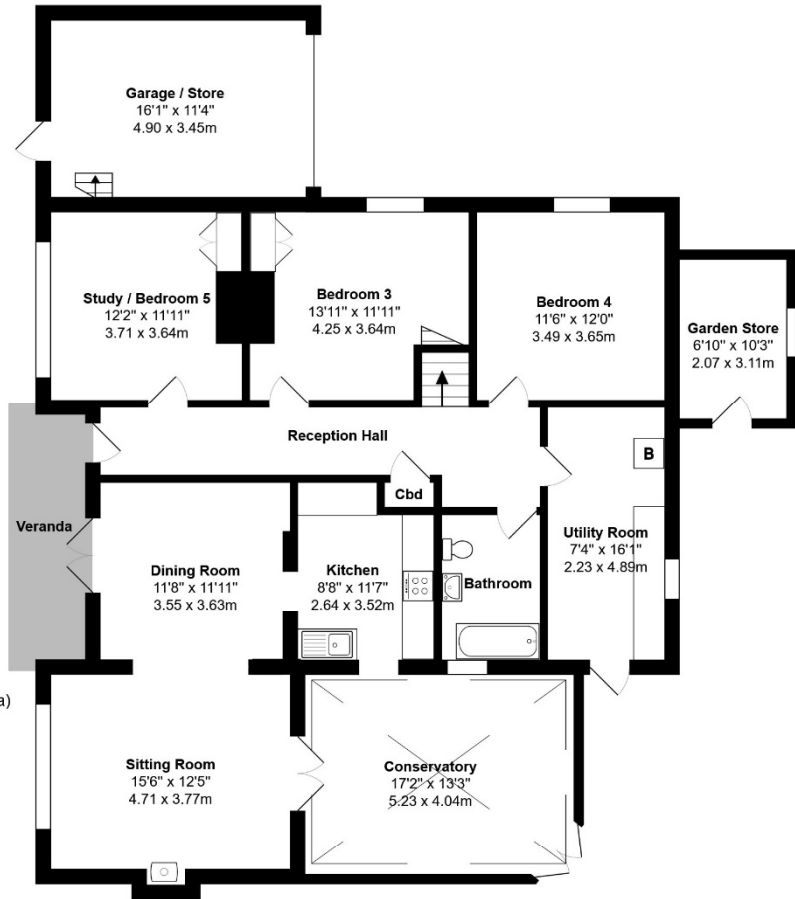 Garage / Store
16'1" x 11'4"
4.90 x 3.45m
Study / Bedroom 5
12'2" x 11'11"
3.71 x 3.64m
Bedroom 3
13'11" x 11'11"
4.25 x 3.64m
Bedroom 4
11'6" x 12'0"
3.49 x 3.65m
Garden Store
6'10" x 10'3"
2.07 x 3.11m
Reception Hall
B
Cbd
Veranda
Dining Room
11'8" x 11'11"
3.55 x 3.63m
Kitchen
8'8" x 11'7"
2.64 x 3.52m
Bathroom
Utility Room
7'4" x 16'1"
2.23 x 4.89m
a)
Sitting Room
15'6" x 12'5"
4.71 x 3.77m
Conservatory
17'2" x 13'3"
5.23 x 4.04m